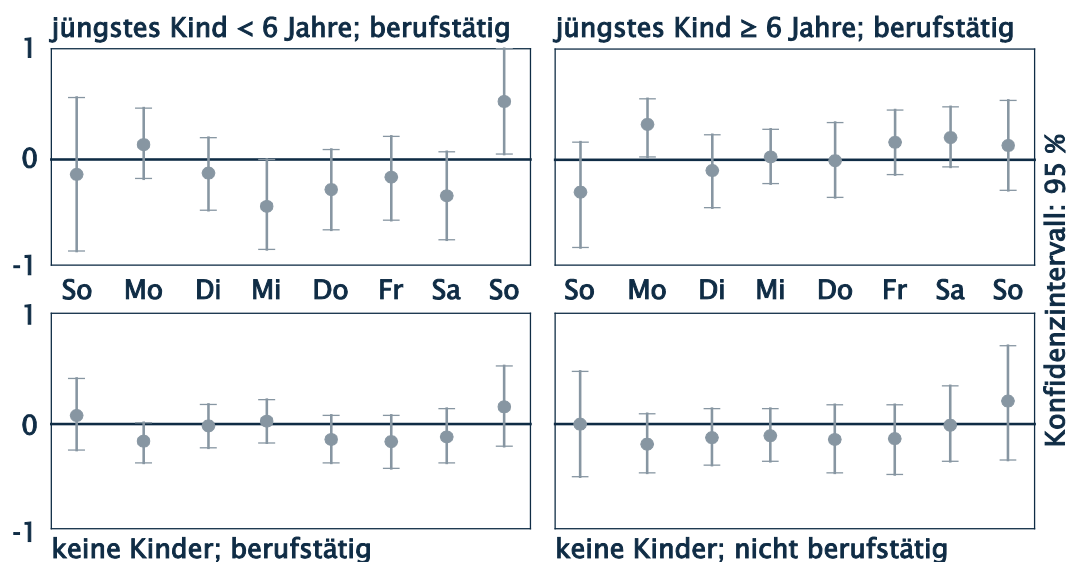 jüngstes Kind < 6 Jahre; berufstätig
jüngstes Kind ≥ 6 Jahre; berufstätig
1
0
-1
So Mo Di Mi Do Fr Sa So
So Mo Di Mi Do Fr Sa So
1
0
-1
keine Kinder; berufstätig
keine Kinder; nicht berufstätig
Konfidenzintervall: 95 %